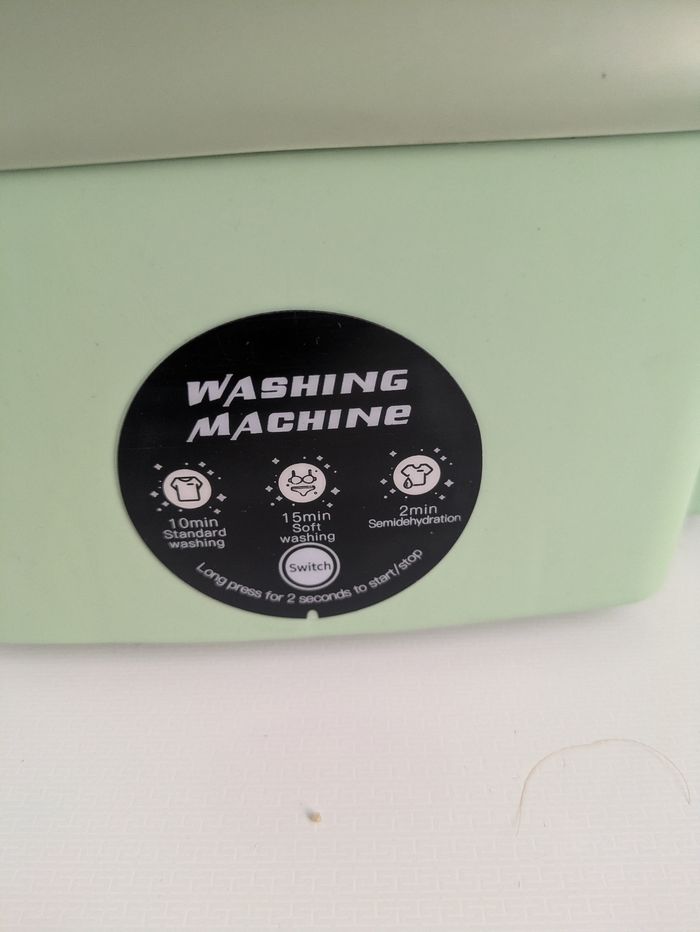 WASHING
MACHINE
10min
Standard
washing
15min
Soft
washing
2min
Semidehydration
Switch
Long press for 2 seconds to start/stop